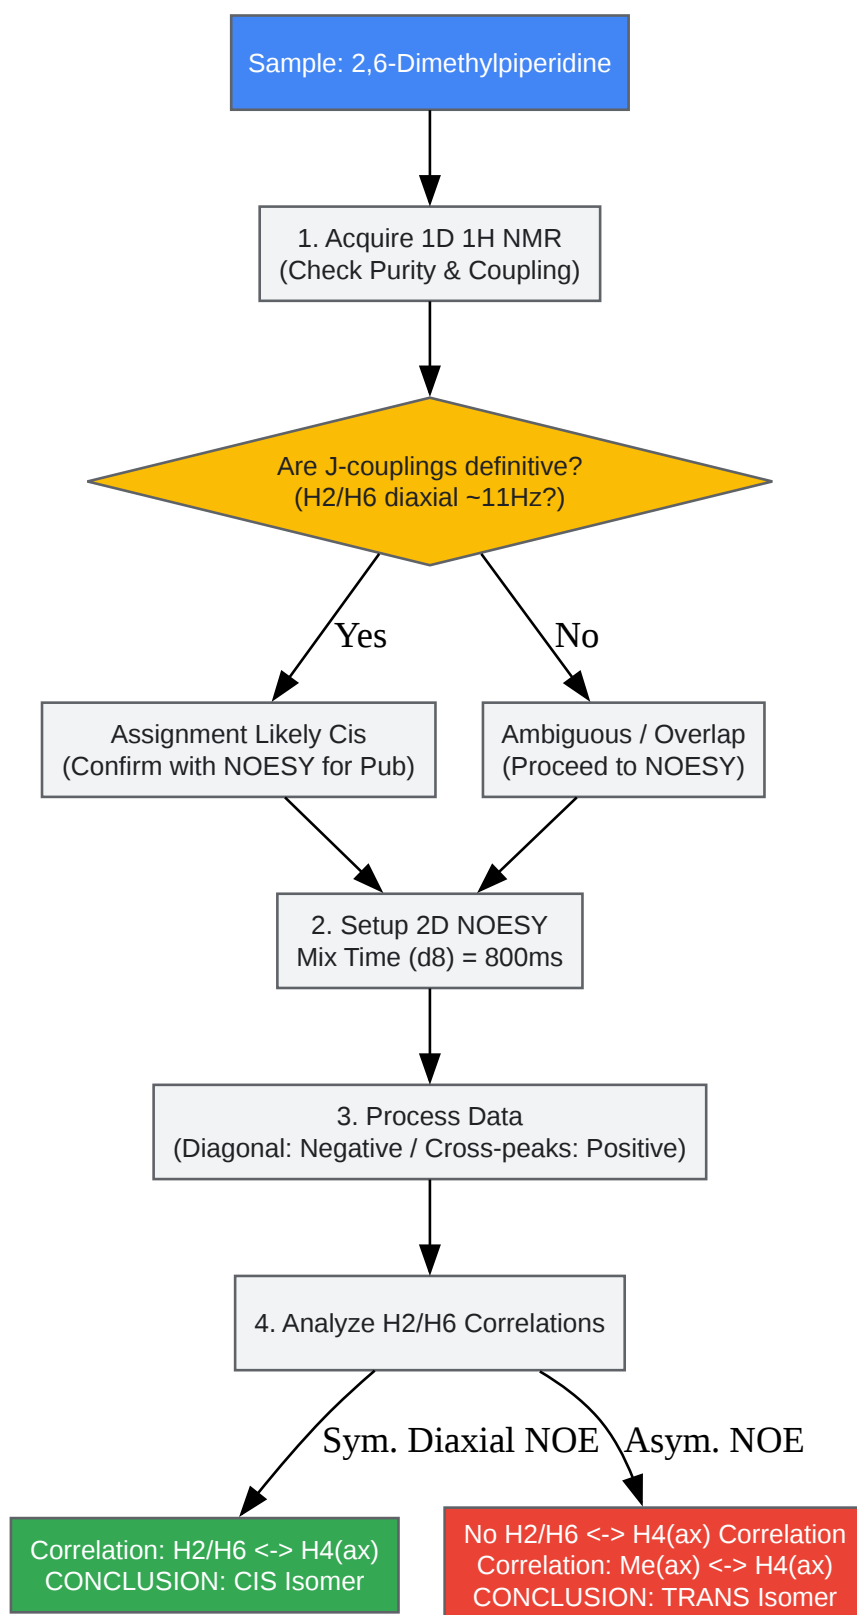 Sample: 2,6-Dimethylpiperidine
1. Acquire 1D 1H NMR
(Check Purity & Coupling)
Are J-couplings definitive?
(H2/H6 diaxial ~11Hz?)
Yes
No
Assignment Likely Cis
(Confirm with NOESY for Pub)
Ambiguous / Overlap
(Proceed to NOESY)
2. Setup 2D NOESY
Mix Time (d8) = 800ms
3. Process Data
(Diagonal: Negative / Cross-peaks: Positive)
4. Analyze H2/H6 Correlations
Sym. Diaxial NOE
Asym. NOE
Correlation: H2/H6 <-> H4(ax)
CONCLUSION: CIS Isomer
No H2/H6 <-> H4(ax) Correlation
Correlation: Me(ax) <-> H4(ax)
CONCLUSION: TRANS Isomer